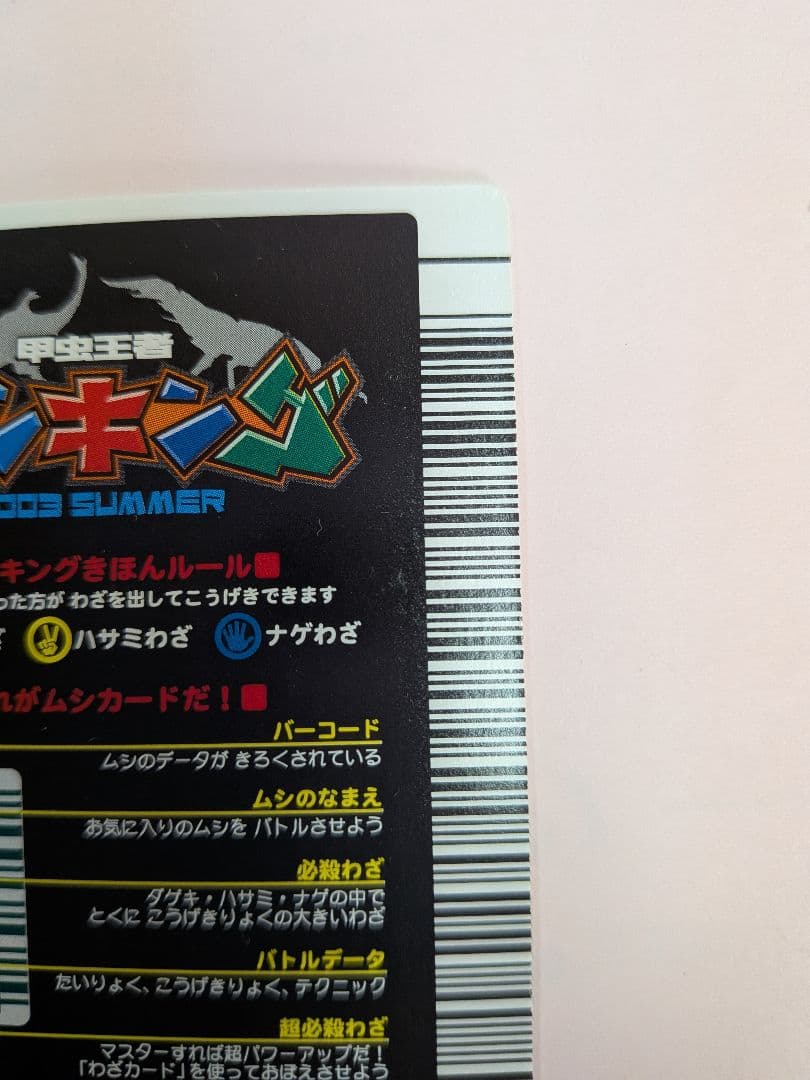 甲虫王者
シキング
003 SUMMER
キングきほんルール
った方が わざを出してこうげきできます
ハサミわざ ナゲわざ
れがムシカードだ!
バーコード
ムシのデータが きろくされている
ムシのなまえ
お気に入りのムシを バトルさせよう
必殺わざ
ダゲキ・ハサミ・ナゲの中で
とくに こうげきりょくの大きいわざ
バトルデータ
たいりょく、こうげきりょく、テクニック
超必殺わざ
マスターすれば超パワーアップだ!
「わざカード」を使っておぼえさせよう